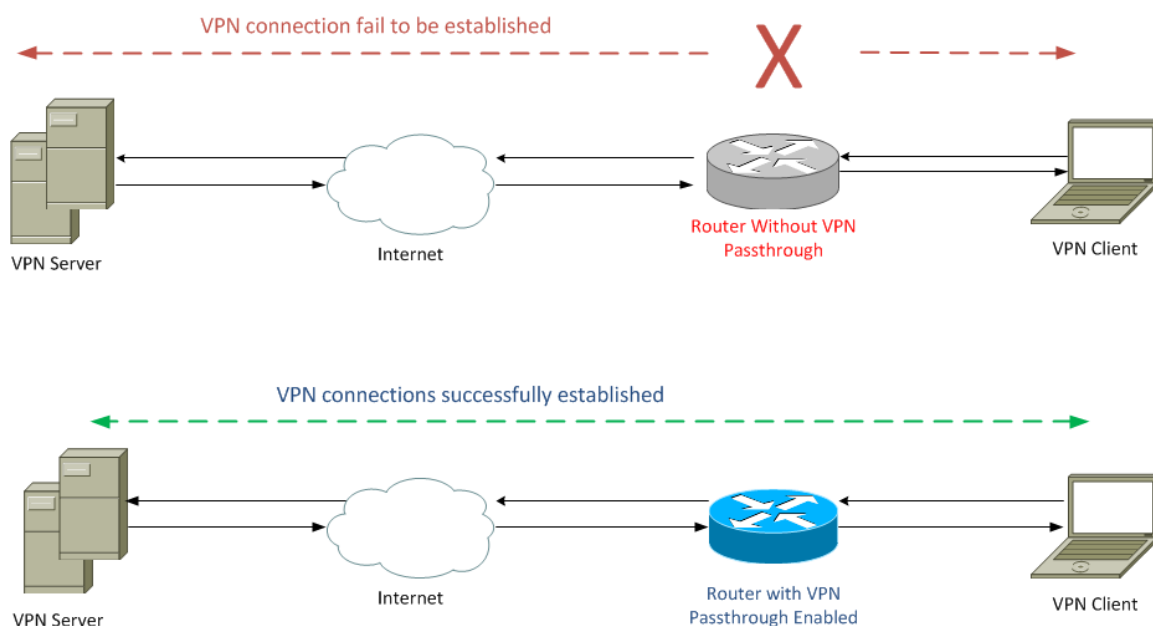 VPN connection fail to be established
X
Router Without VPN
Passthrough
Internet
VPN Client
VPN Server
VPN connections successfully established
Router with VPN
Passthrough Enabled
Internet
VPN Client
VPN Server